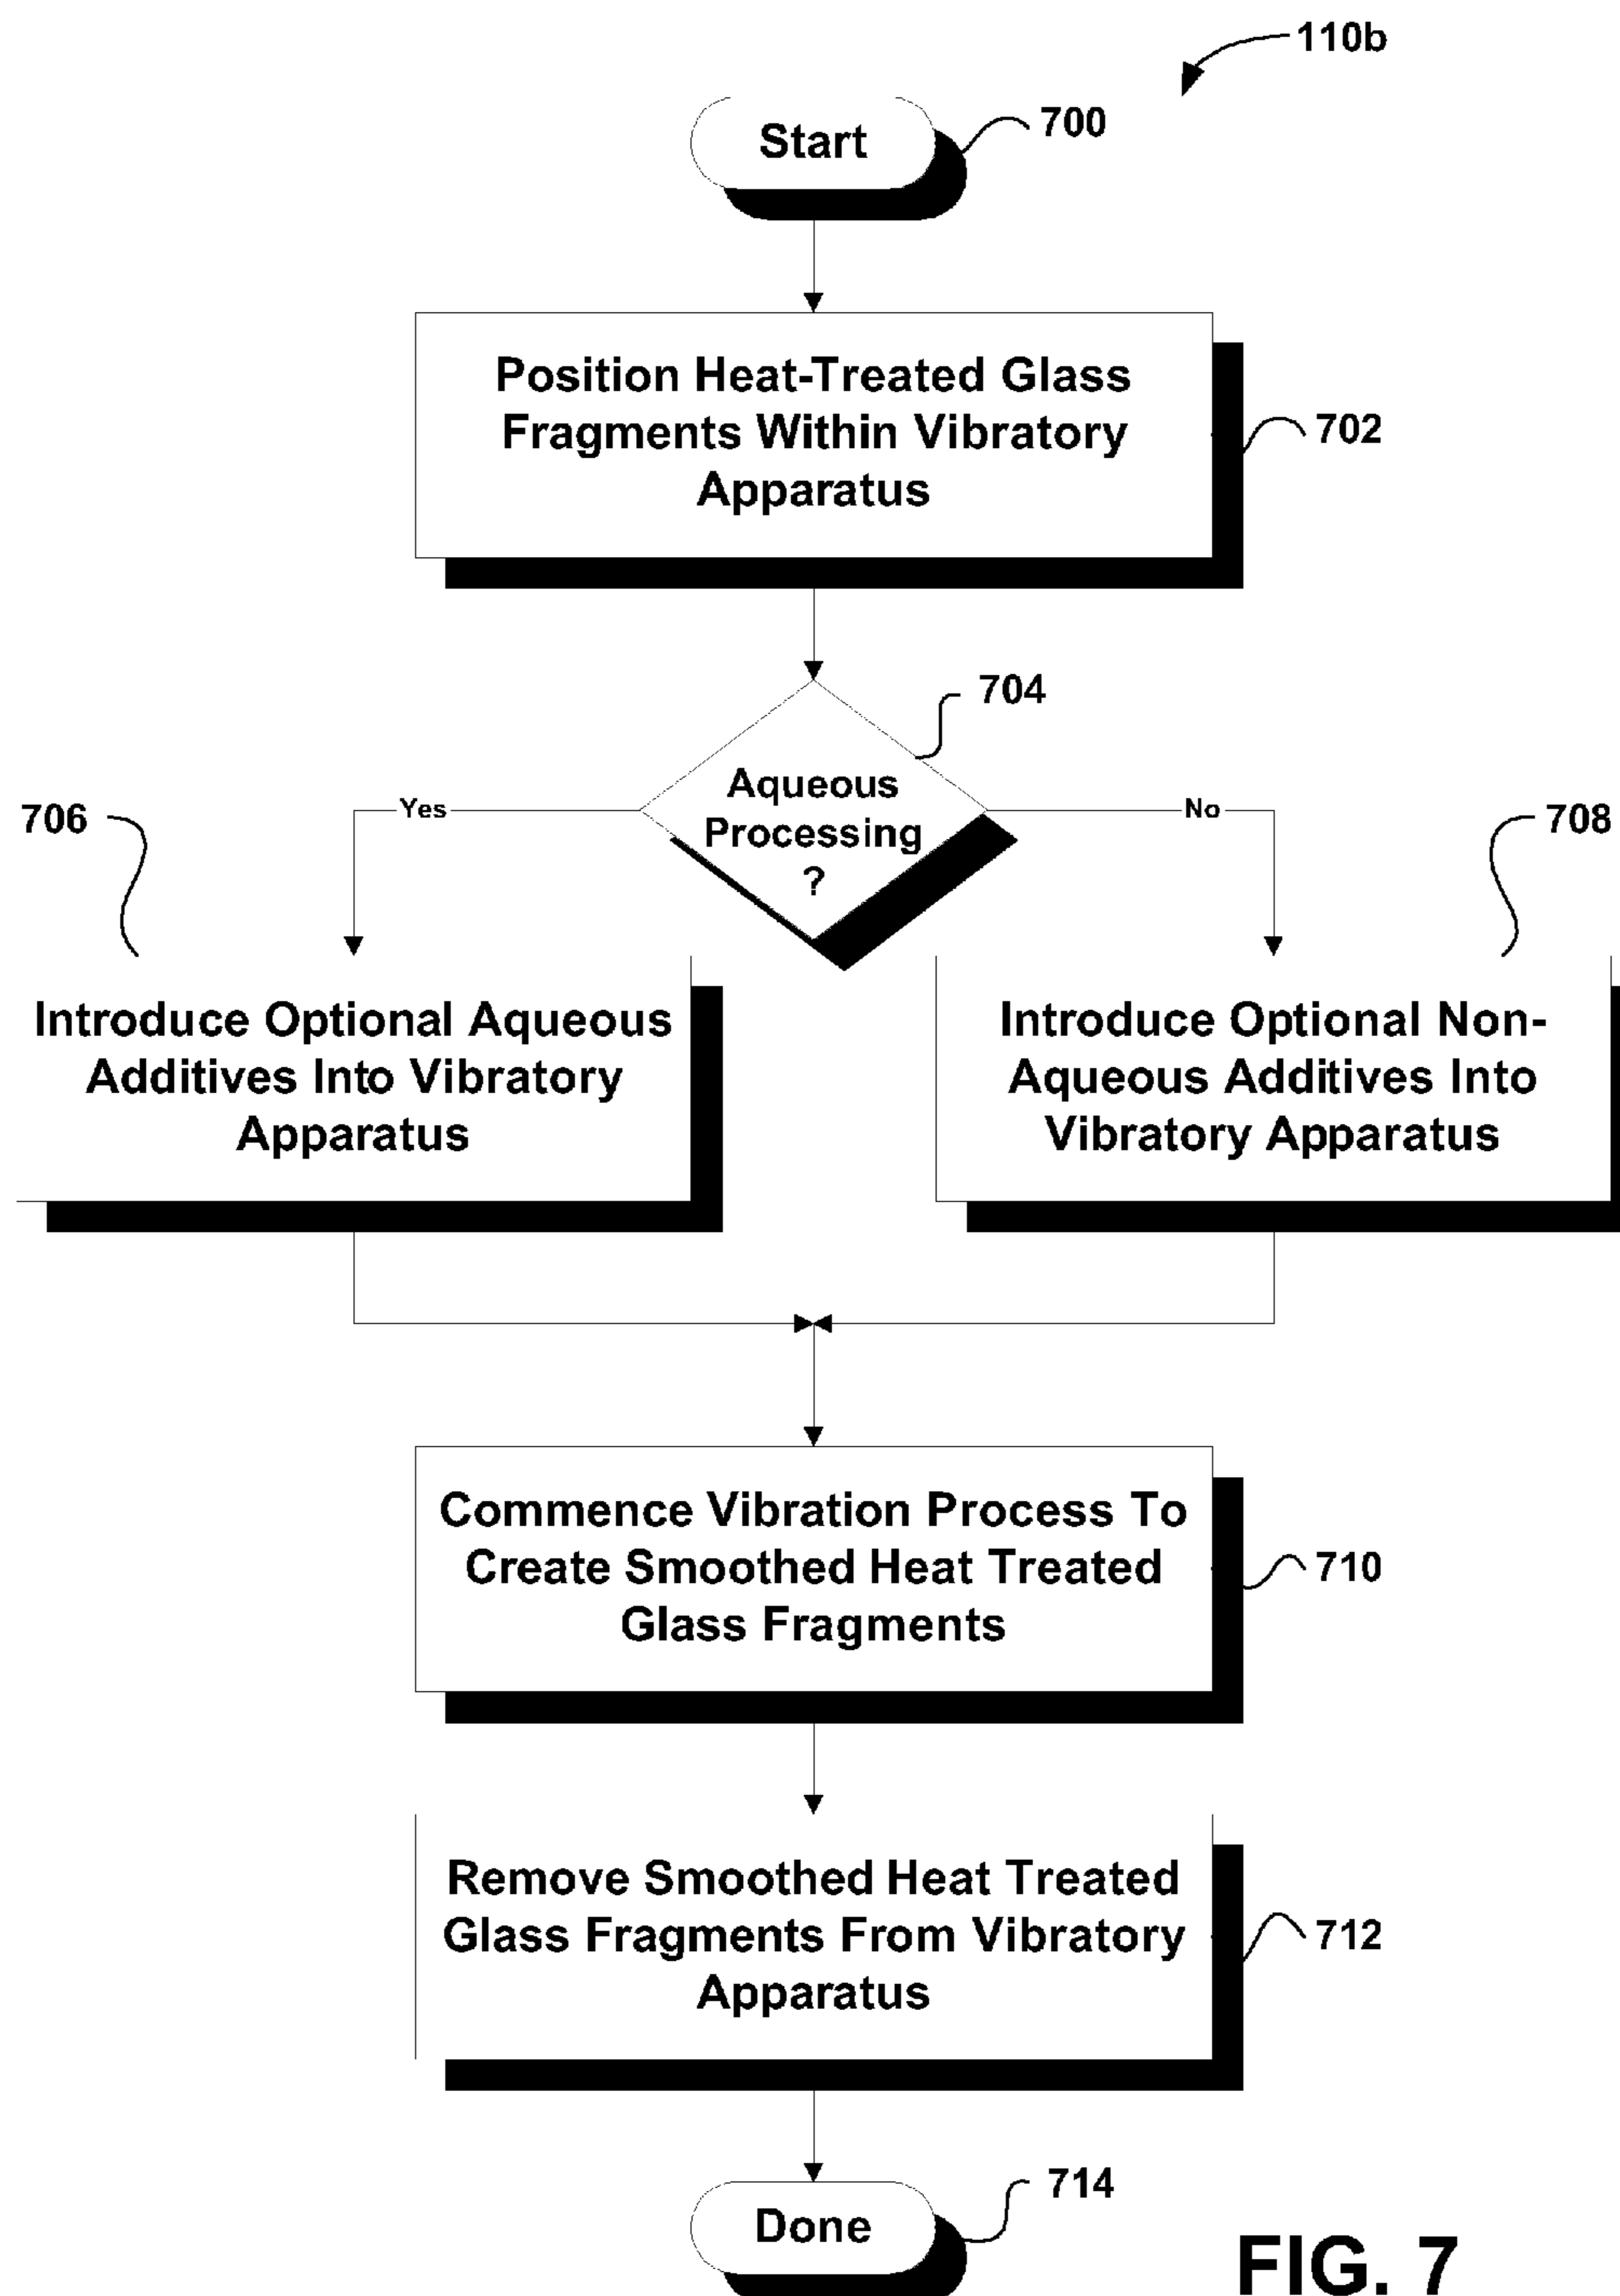 110b
Start
700
Position Heat-Treated Glass
Fragments Within Vibratory
Apparatus
702
704
Aqueous
Processing
?
Yes
No
706
708
Introduce Optional Aqueous
Additives Into Vibratory
Apparatus
Introduce Optional Non-
Aqueous Additives Into
Vibratory Apparatus
Commence Vibration Process To
Create Smoothed Heat Treated
Glass Fragments
710
Remove Smoothed Heat Treated
Glass Fragments From Vibratory
Apparatus
712
Done
714
FIG. 7